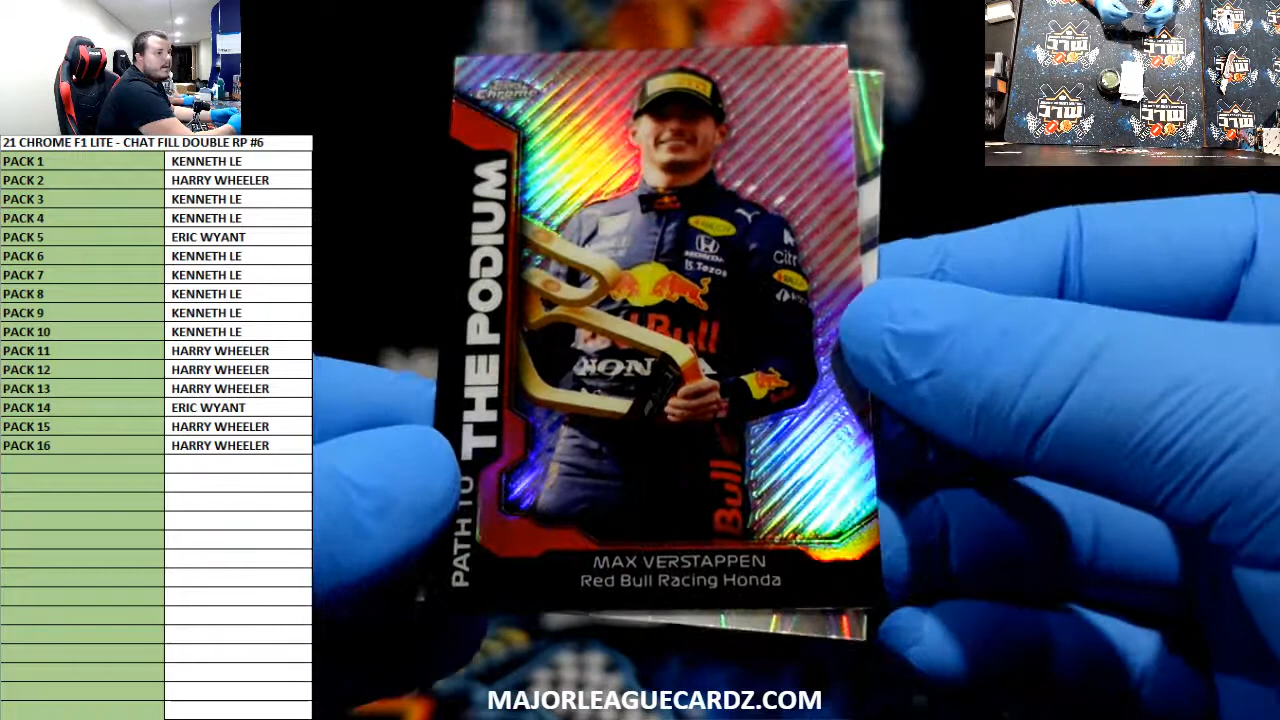 21 CHROME F1 LITE - CHAT FILL DOUBLE RP #6
PACK 1 KENNETH LE
PACK 2 HARRY WHEELER
PACK 3 KENNETH LE
PACK 4 KENNETH LE
PACK 5 ERIC WYANT
PACK 6 KENNETH LE
PACK 7 KENNETH LE
PACK 8 KENNETH LE
PACK 9 KENNETH LE
PACK 10 KENNETH LE
PACK 11 HARRY WHEELER
PACK 12 HARRY WHEELER
PACK 13 HARRY WHEELER
PACK 14 ERIC WYANT
PACK 15 HARRY WHEELER
PACK 16 HARRY WHEELER
Chrome
PATH TO THE PODIUM
HONDA
Red Bull
Bull
MAX VERSTAPPEN
Red Bull Racing Honda
MAJORLEAGUECARDZ.COM